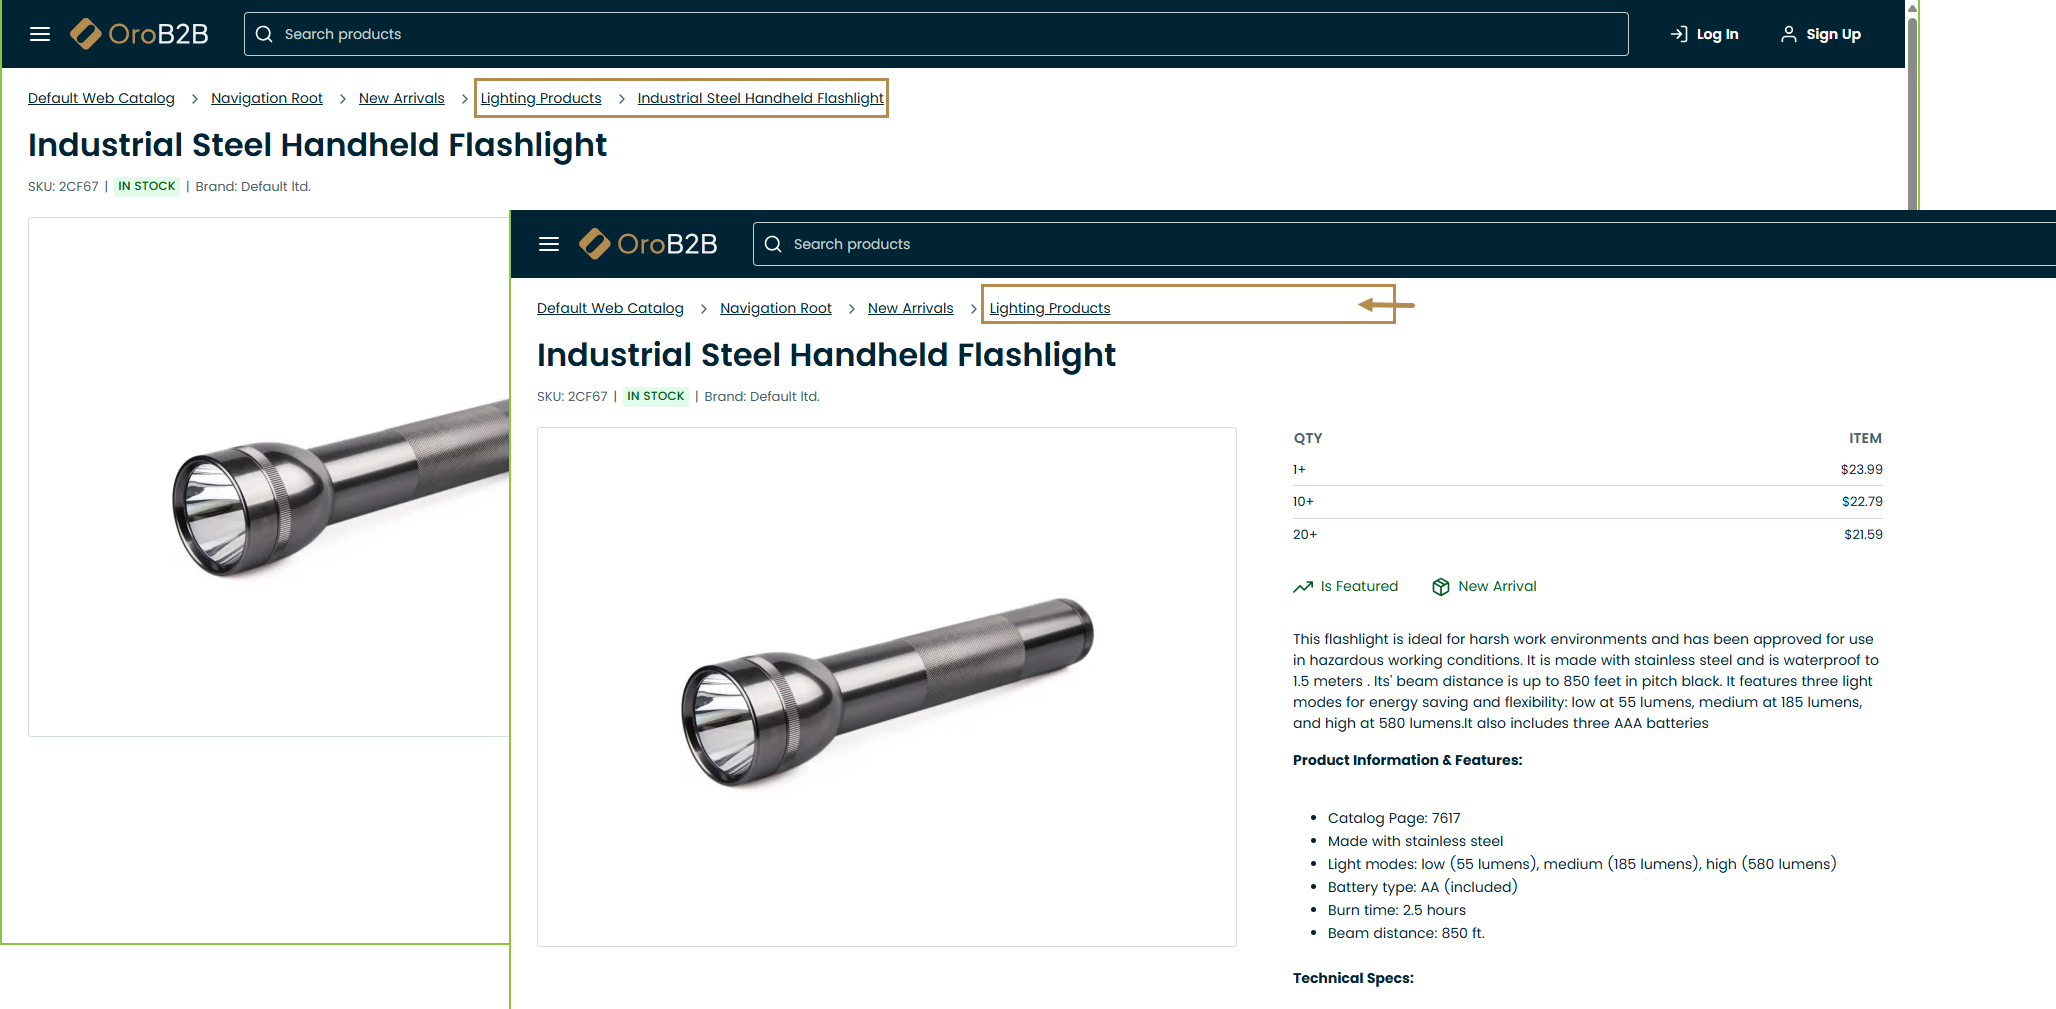 OroB2B
Search products
Log In
Sign Up
Default Web Catalog > Navigation Root > New Arrivals > Lighting Products > Industrial Steel Handheld Flashlight
Industrial Steel Handheld Flashlight
SKU: 2CF67 | IN STOCK | Brand: Default ltd.
OroB2B
Search products
Default Web Catalog > Navigation Root > New Arrivals > Lighting Products
Industrial Steel Handheld Flashlight
SKU: 2CF67 | IN STOCK | Brand: Default ltd.
QTY ITEM
1+ $23.99
10+ $22.79
20+ $21.59
Is Featured New Arrival
This flashlight is ideal for harsh work environments and has been approved for use
in hazardous working conditions. It is made with stainless steel and is waterproof to
1.5 meters . Its' beam distance is up to 850 feet in pitch black. It features three light
modes for energy saving and flexibility: low at 55 lumens, medium at 185 lumens,
and high at 580 lumens.It also includes three AAA batteries
Product Information & Features:
• Catalog Page: 7617
• Made with stainless steel
• Light modes: low (55 lumens), medium (185 lumens), high (580 lumens)
• Battery type: AA (included)
• Burn time: 2.5 hours
• Beam distance: 850 ft.
Technical Specs: